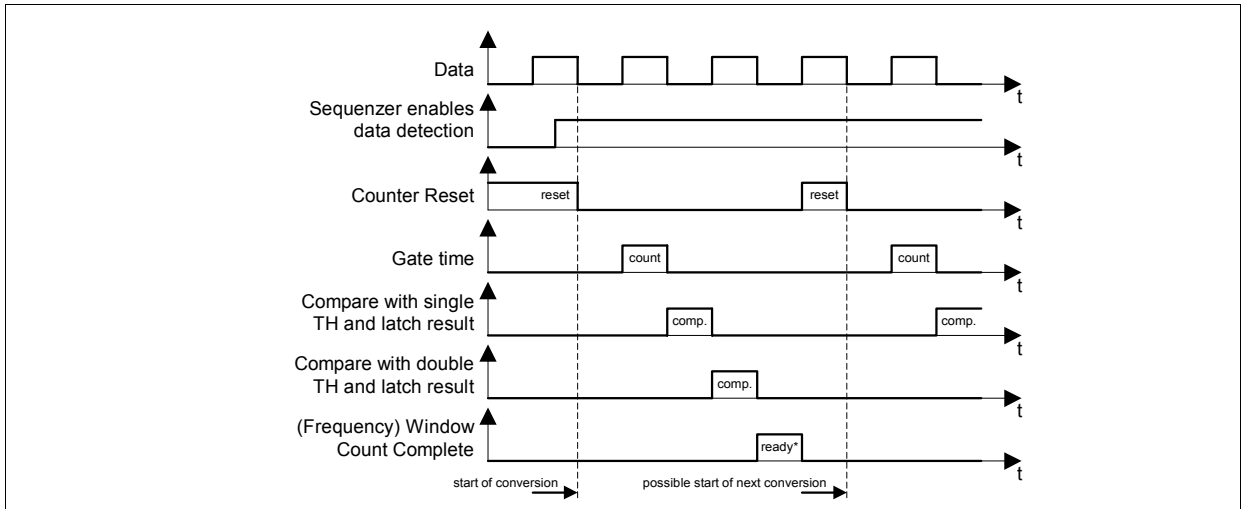 Data
t
Sequenzer enables
data detection
t
Counter Reset
reset
reset
t
Gate time
count
count
t
Compare with single
TH and latch result
comp.
comp.
t
Compare with double
TH and latch result
comp.
t
(Frequency) Window
Count Complete
ready*
t
start of conversion
possible start of next conversion